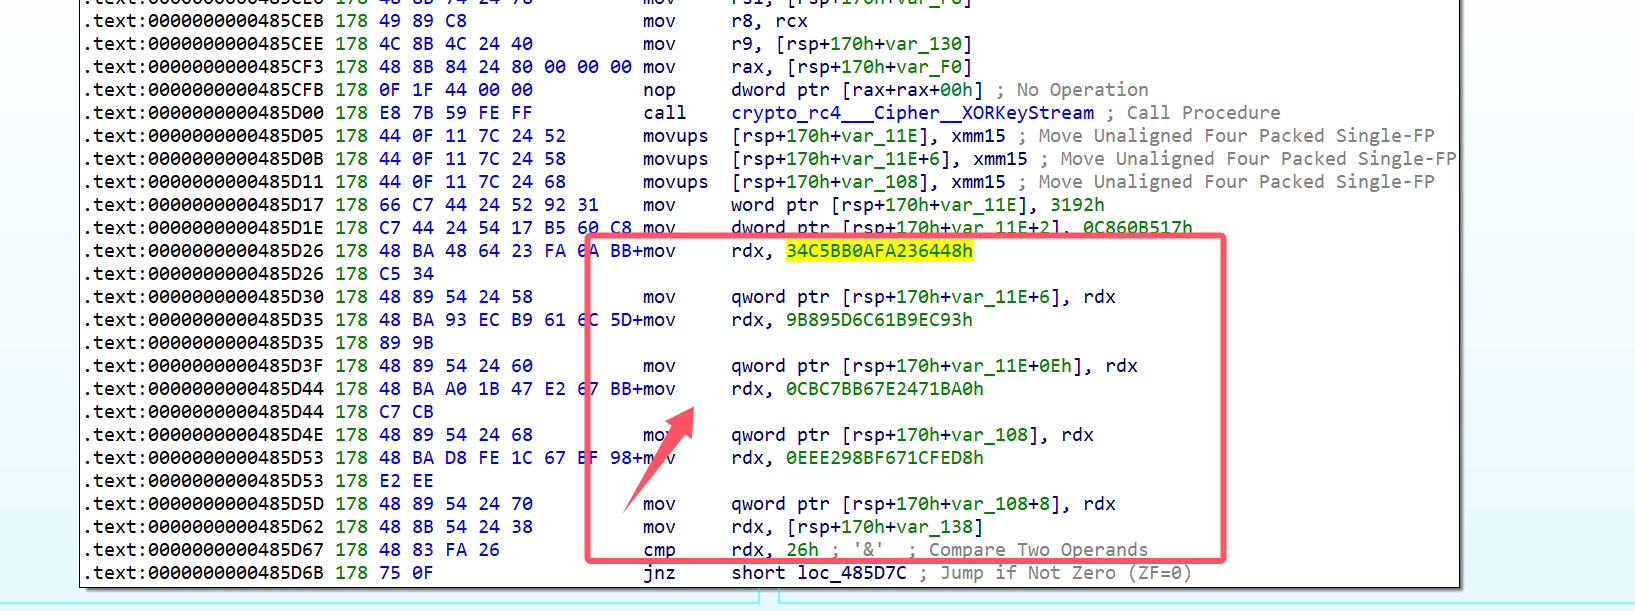 .text:0000000000485CEB 178 49 89 C8 mov r8, rcx
.text:0000000000485CEE 178 4C 8B 4C 24 40 mov r9, [rsp+170h+var_130]
.text:0000000000485CF3 178 48 8B 84 24 80 00 00 00 mov rax, [rsp+170h+var_F0]
.text:0000000000485CFB 178 0F 1F 44 00 00 nop dword ptr [rax+rax+00h] ; No Operation
.text:0000000000485D00 178 E8 7B 59 FE FF call crypto_rc4___Cipher__XORKeyStream ; Call Procedure
.text:0000000000485D05 178 44 0F 11 7C 24 52 movups [rsp+170h+var_11E], xmm15 ; Move Unaligned Four Packed Single-FP
.text:0000000000485D0B 178 44 0F 11 7C 24 58 movups [rsp+170h+var_11E+6], xmm15 ; Move Unaligned Four Packed Single-FP
.text:0000000000485D11 178 44 0F 11 7C 24 68 movups [rsp+170h+var_108], xmm15 ; Move Unaligned Four Packed Single-FP
.text:0000000000485D17 178 66 C7 44 24 52 92 31 mov word ptr [rsp+170h+var_11E], 3192h
.text:0000000000485D1E 178 C7 44 24 54 17 B5 60 C8 mov dword ptr [rsp+170h+var_11E+2], 0C860B517h
.text:0000000000485D26 178 48 BA 48 64 23 FA 0A BB+mov rdx, 34C5BB0AFA236448h
.text:0000000000485D26 178 C5 34
.text:0000000000485D30 178 48 89 54 24 58 mov qword ptr [rsp+170h+var_11E+6], rdx
.text:0000000000485D35 178 48 BA 93 EC B9 61 6C 5D+mov rdx, 9B895D6C61B9EC93h
.text:0000000000485D35 178 89 9B
.text:0000000000485D3F 178 48 89 54 24 60 mov qword ptr [rsp+170h+var_11E+0Eh], rdx
.text:0000000000485D44 178 48 BA A0 1B 47 E2 67 BB+mov rdx, 0CBC7BB67E2471BA0h
.text:0000000000485D44 178 C7 CB
.text:0000000000485D4E 178 48 89 54 24 68 mov qword ptr [rsp+170h+var_108], rdx
.text:0000000000485D53 178 48 BA D8 FE 1C 67 BF 98+mov rdx, 0EEE298BF671CFED8h
.text:0000000000485D53 178 E2 EE
.text:0000000000485D5D 178 48 89 54 24 70 mov qword ptr [rsp+170h+var_108+8], rdx
.text:0000000000485D62 178 48 8B 54 24 38 mov rdx, [rsp+170h+var_138]
.text:0000000000485D67 178 48 83 FA 26 cmp rdx, 26h ; '&' ; Compare Two Operands
.text:0000000000485D6B 178 75 0F jnz short loc_485D7C ; Jump if Not Zero (ZF=0)